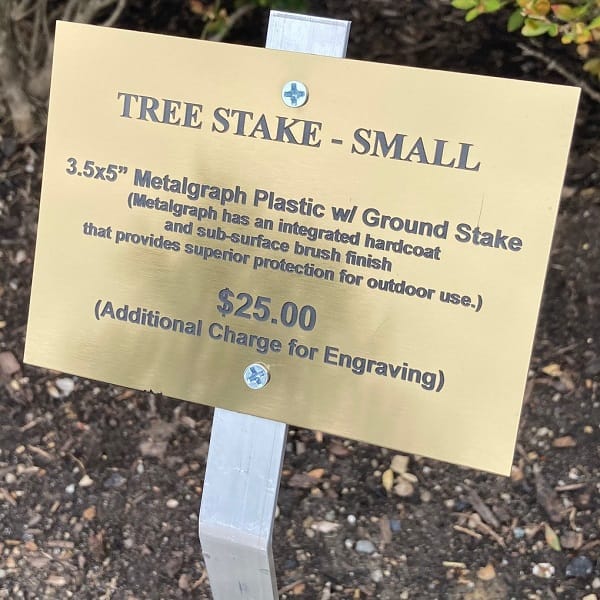 TREE STAKE - SMALL
3.5x5” Metalgraph Plastic w/ Ground Stake
(Metalgraph has an integrated hardcoat
and sub-surface brush finish
that provides superior protection for outdoor use.)
$25.00
(Additional Charge for Engraving)